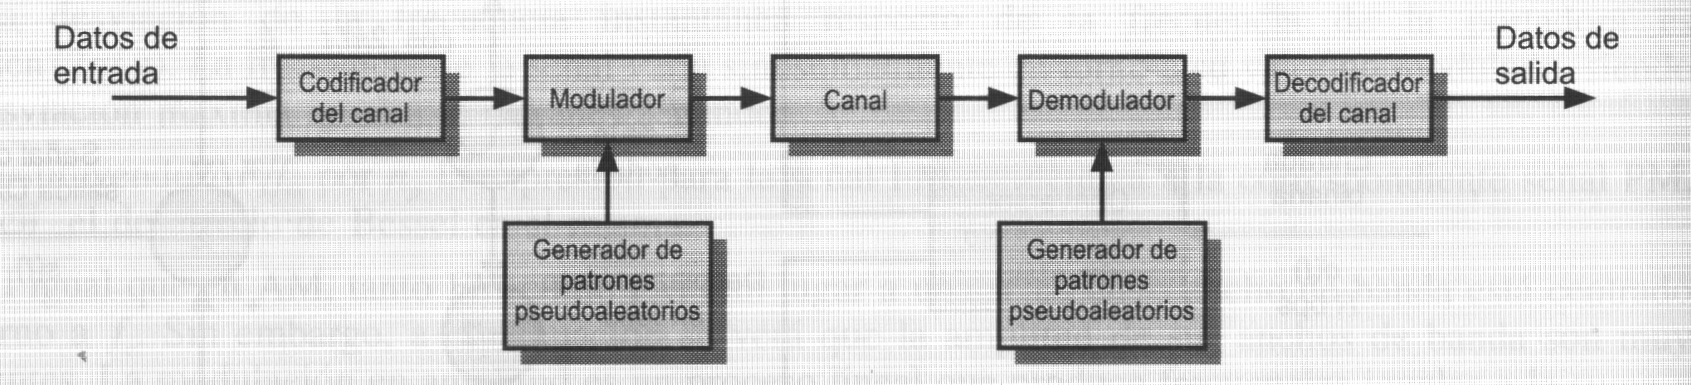 Datos de
entrada
Codificador
del canal
Modulador
Canal
Demodulador
Decodificador
del canal
Datos de
salida
Generador de
patrones
pseudoaleatorios
Generador de
patrones
pseudoaleatorios